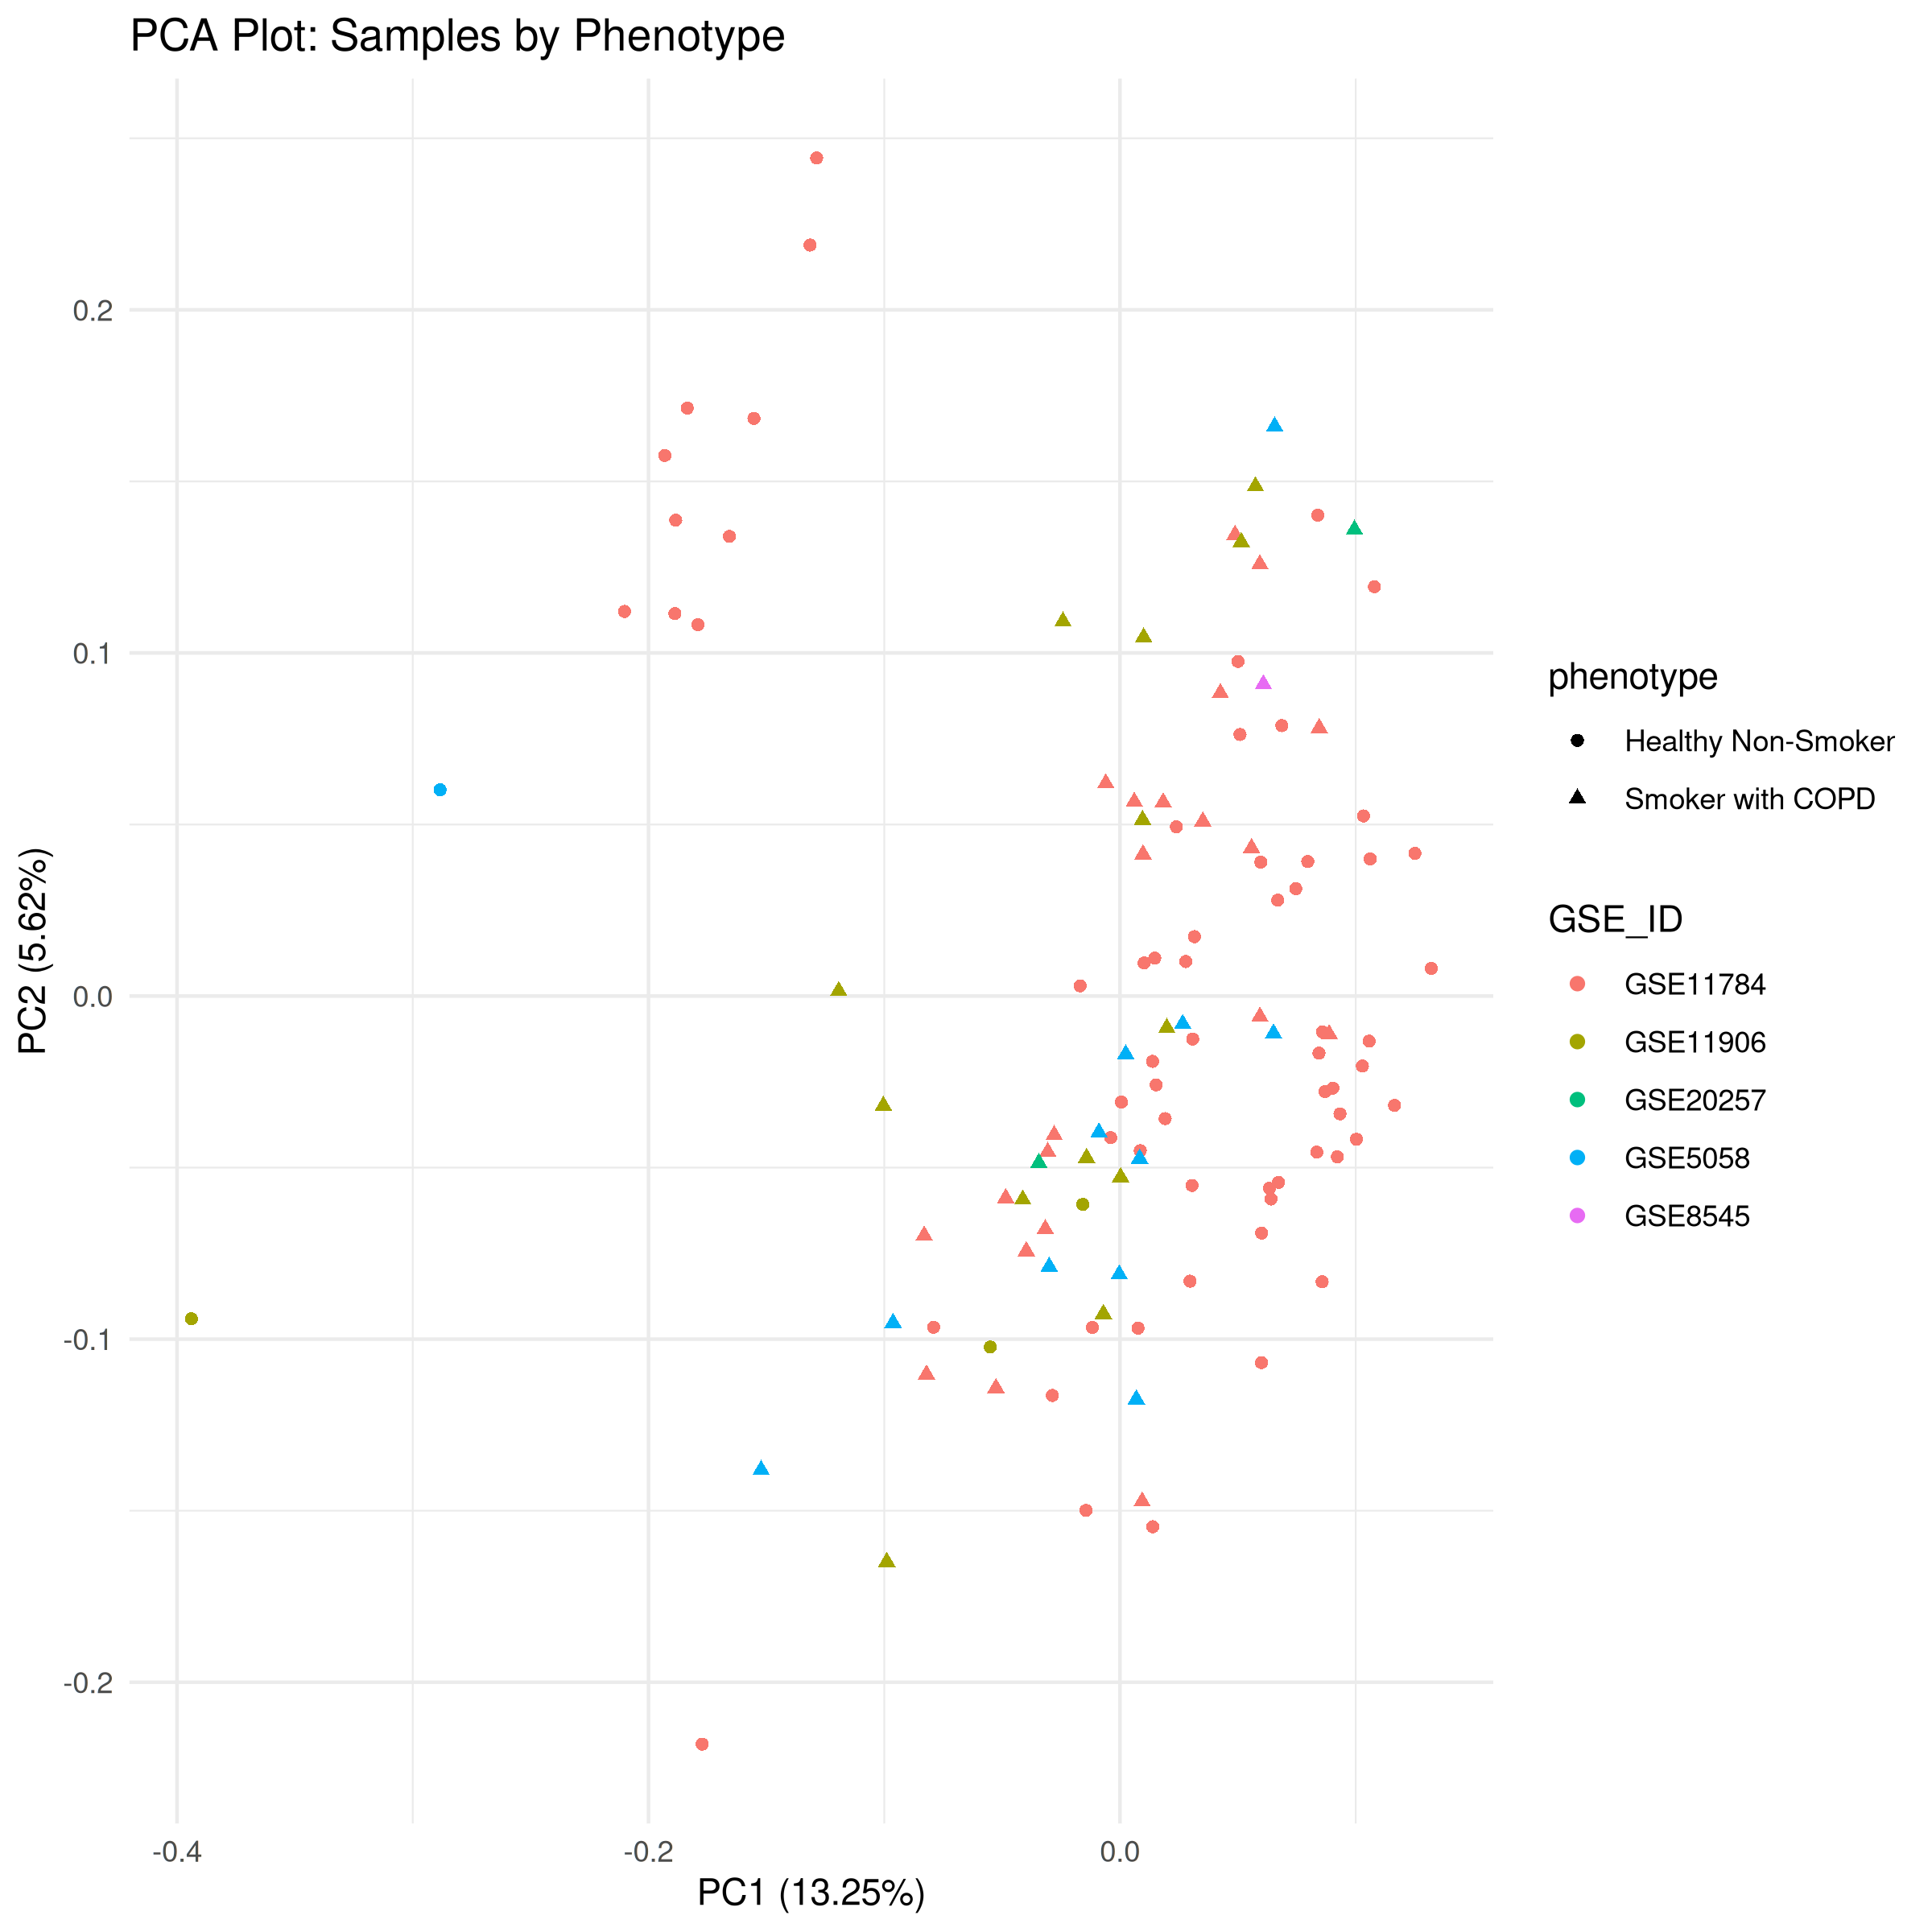 PCA Plot: Samples by Phenotype
0.2
0.1
0.0
-0.1
-0.2
PC2 (5.62%)
-0.4
-0.2
0.0
PC1 (13.25%)
phenotype
Healthy Non-Smoker
Smoker with COPD
GSE_ID
GSE11784
GSE11906
GSE20257
GSE5058
GSE8545